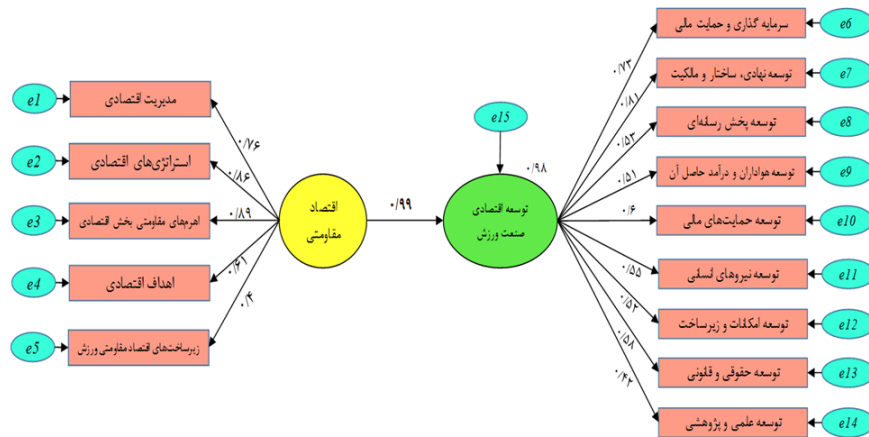 e1
مدیریت اقتصادی
۰/۷۶
e2
استراتژی‌های اقتصادی
۰/۸۶
e3
اهرم‌های مقاومتی بخش اقتصادی
۰/۸۹
e4
اهداف اقتصادی
۰/۶۱
e5
زیرساخت‌های اقتصاد مقاومتی ورزش
۰/۴
اقتصاد
مقاومتی
۰/۹۹
e15
۰/۹۸
توسعه اقتصادی
صنعت ورزش
۰/۷۳
سرمایه گذاری و حمایت مالی
e6
۰/۸۱
توسعه نهادی، ساختار و مالکیت
e7
۰/۵۳
توسعه پخش رسانه‌ای
e8
۰/۵۱
توسعه هواداران و درآمد حاصل آن
e9
۰/۶
توسعه حمایت‌های مالی
e10
۰/۵۵
توسعه نیروهای انسانی
e11
۰/۵۲
توسعه امکانات و زیرساخت
e12
۰/۵۸
توسعه حقوقی و قانونی
e13
۰/۴۲
توسعه علمی و پژوهشی
e14